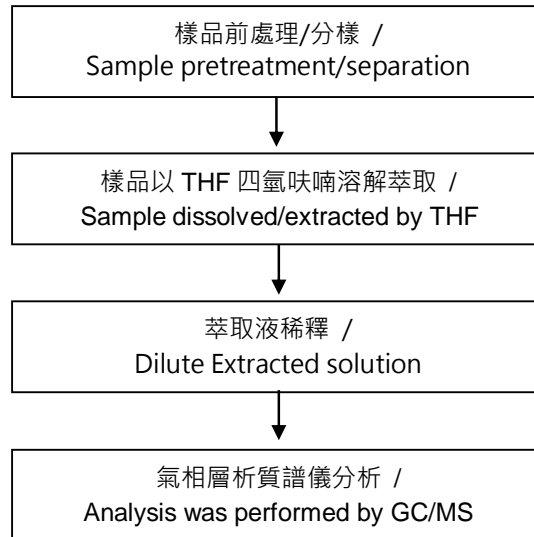 樣品前處理/分樣 /
Sample pretreatment/separation
樣品以 THF 四氫呋喃溶解萃取 /
Sample dissolved/extracted by THF
萃取液稀釋 /
Dilute Extracted solution
氣相層析質譜儀分析 /
Analysis was performed by GC/MS